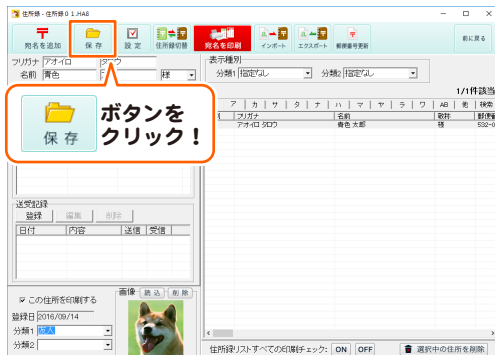 住所録 - 住所録０１.HA8
宛名を追加 保 存 設 定 住所録切替 宛名を印刷 インポート エクスポート 郵便番号更新 前に戻る
フリガナ アオイロ
名前 青色 様
表示種別
分類1 指定なし 分類2 指定なし
1/1件該当
ア カ サ タ ナ ハ マ ヤ ラ ワ AB 他 検索
フリガナ 名前 敬称 郵便番
アオイロ タロウ 青色 太郎 様 532-0
保 存
ボタンを
クリック！
送受記録
登録 編集 削除
日付 内容 送信 受信
画像 読 込 削 除
この住所を印刷する
登録日 2016/09/14
分類1 友人
分類2
住所録リストすべての印刷チェック: ON OFF 選択中の住所を削除